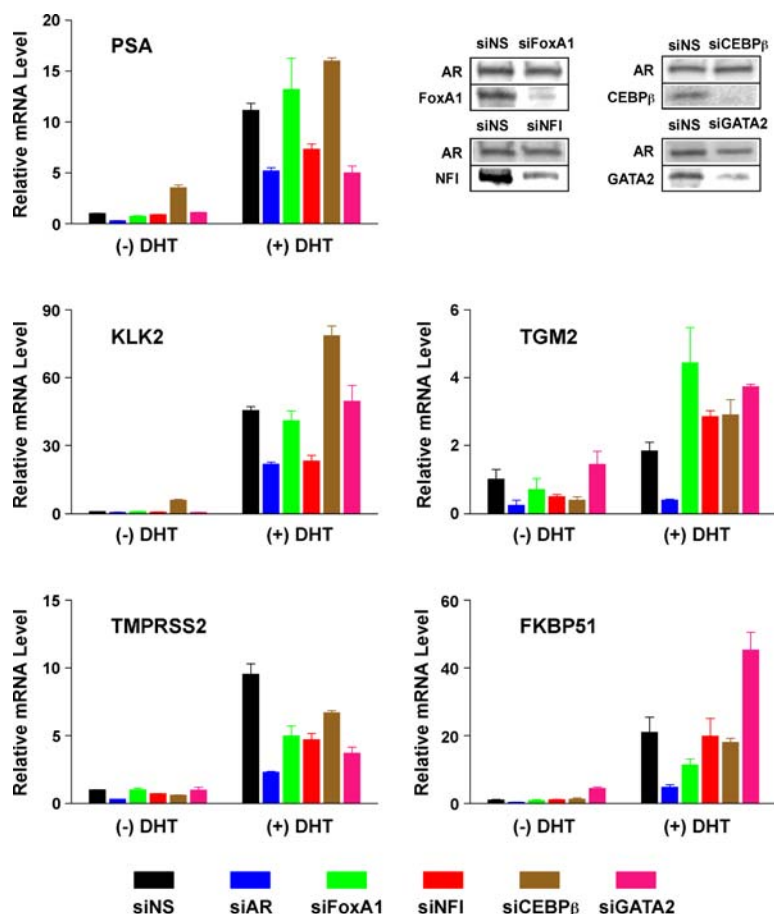 PSA
Relative mRNA Level
20
15
10
5
0
(-) DHT
(+) DHT
siNS siFoxA1
AR
FoxA1
siNS siCEBPβ
AR
CEBPβ
siNS siNFI
AR
NFI
siNS siGATA2
AR
GATA2
KLK2
Relative mRNA Level
90
60
30
0
(-) DHT
(+) DHT
TGM2
Relative mRNA Level
6
4
2
0
(-) DHT
(+) DHT
TMPRSS2
Relative mRNA Level
15
10
5
0
(-) DHT
(+) DHT
FKBP51
Relative mRNA Level
60
40
20
0
(-) DHT
(+) DHT
siNS siAR siFoxA1 siNFI siCEBPβ siGATA2